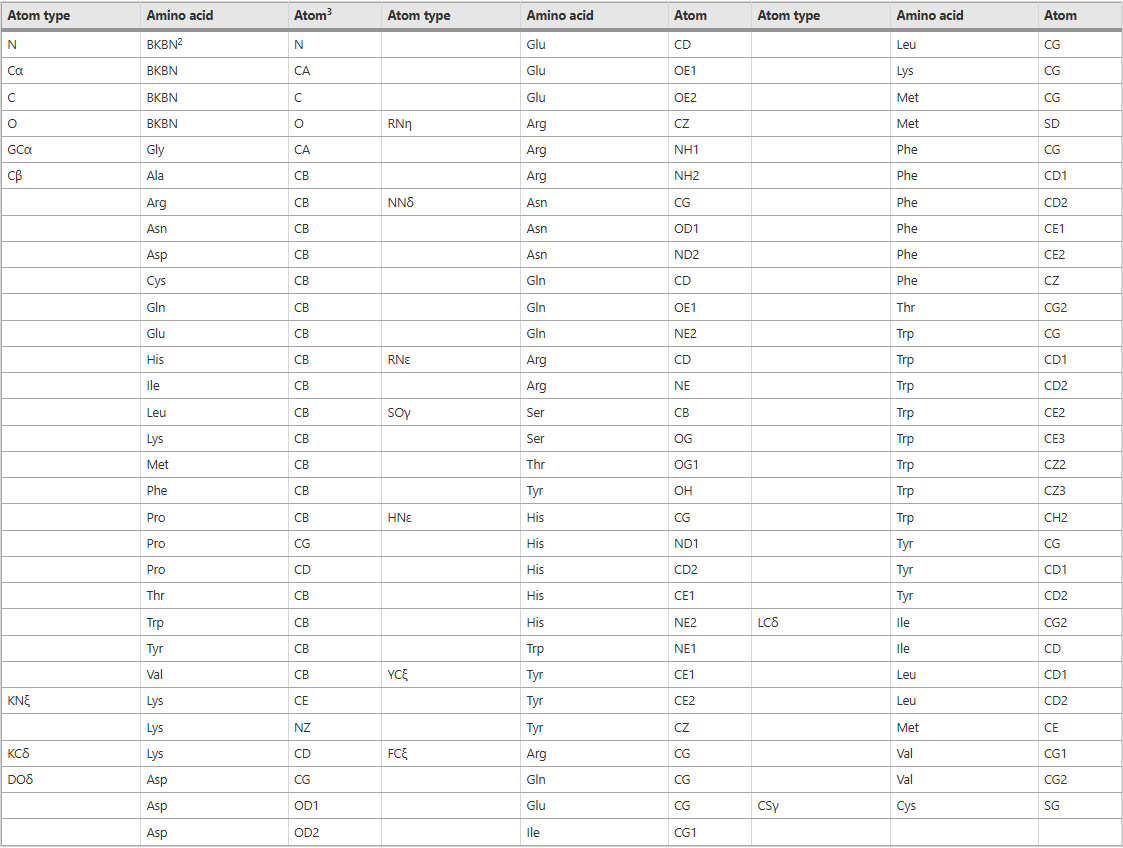 Atom type Amino acid Atom3 Atom type Amino acid Atom Atom type Amino acid Atom
N BKBN2 N Glu CD Leu CG
Cα BKBN CA Glu OE1 Lys CG
C BKBN C Glu OE2 Met CG
O BKBN O RNη Arg CZ Met SD
GCα Gly CA Arg NH1 Phe CG
Cβ Ala CB Arg NH2 Phe CD1
Arg CB NNδ Asn CG Phe CD2
Asn CB Asn OD1 Phe CE1
Asp CB Asn ND2 Phe CE2
Cys CB Gln CD Phe CZ
Gln CB Gln OE1 Thr CG2
Glu CB Gln NE2 Trp CG
His CB RNε Arg CD Trp CD1
Ile CB Arg NE Trp CD2
Leu CB SOγ Ser CB Trp CE2
Lys CB Ser OG Trp CE3
Met CB Thr OG1 Trp CZ2
Phe CB Tyr OH Trp CZ3
Pro CB HNε His CG Trp CH2
Pro CG His ND1 Tyr CG
Pro CD His CD2 Tyr CD1
Thr CB His CE1 Tyr CD2
Trp CB His NE2 LCδ Ile CG2
Tyr CB Trp NE1 Ile CD
Val CB YCξ Tyr CE1 Leu CD1
KNξ Lys CE Tyr CE2 Leu CD2
Lys NZ Tyr CZ Met CE
KCδ Lys CD FCξ Arg CG Val CG1
DOδ Asp CG Gln CG Val CG2
Asp OD1 Glu CG CSγ Cys SG
Asp OD2 Ile CG1